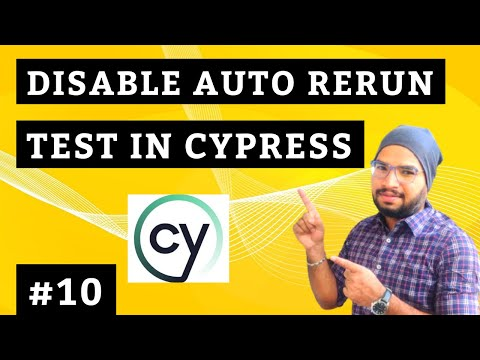 DISABLE AUTO RERUN
TEST IN CYPRESS
cy
#10